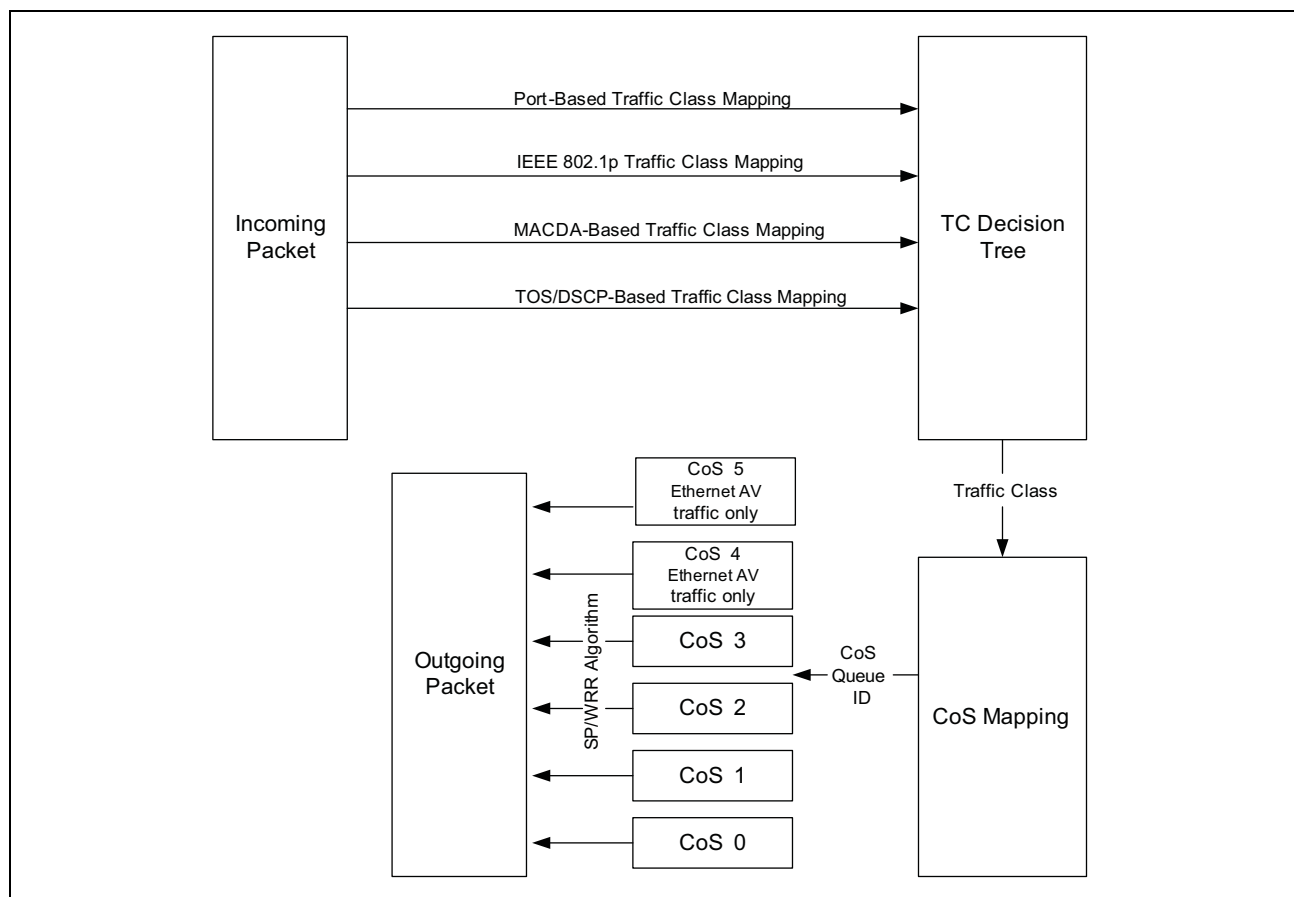 Port-Based Traffic Class Mapping
IEEE 802.1p Traffic Class Mapping
MACDA-Based Traffic Class Mapping
TOS/DSCP-Based Traffic Class Mapping
Incoming
Packet
TC Decision
Tree
Traffic Class
CoS Mapping
CoS
Queue
ID
CoS 5
Ethernet AV
traffic only
CoS 4
Ethernet AV
traffic only
CoS 3
CoS 2
CoS 1
CoS 0
SP/WRR Algorithm
Outgoing
Packet